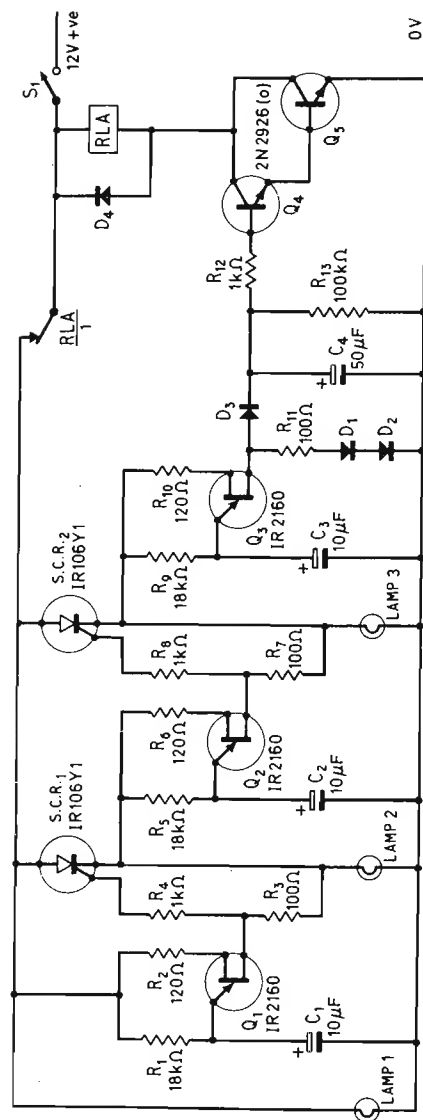 S1
12V +ve
RLA
D4
RLA
1
2N2926(o)
Q4
Q5
0V
R12
1kΩ
R13
100kΩ
C4
50µF
+
D3
R11
100Ω
D1
D2
S.C.R.2
IR106Y1
R10
120Ω
R9
18kΩ
Q3
IR2160
C3
10µF
+
R8
1kΩ
R7
100Ω
LAMP 3
S.C.R.1
IR106Y1
R6
120Ω
R5
18kΩ
Q2
IR2160
C2
10µF
+
R4
1kΩ
R3
100Ω
LAMP 2
R2
120Ω
R1
18kΩ
Q1
IR2160
C1
10µF
+
LAMP 1